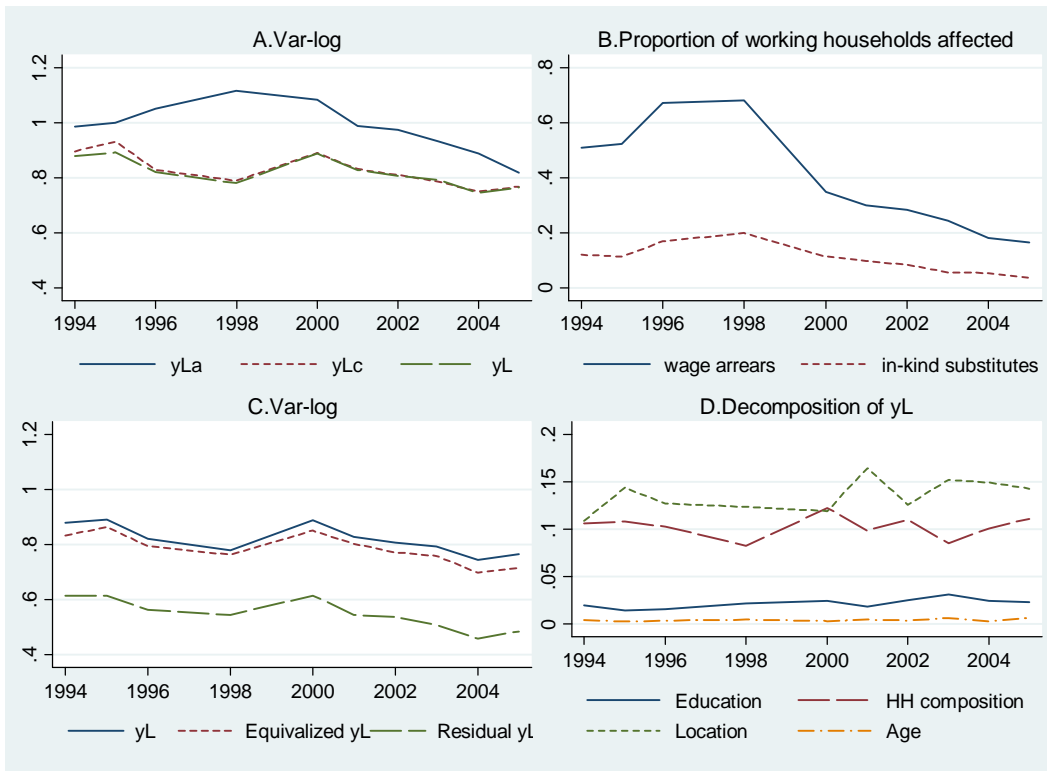 A.Var-log
1.2
1
.8
.6
.4
1994 1996 1998 2000 2002 2004
yLa yLc yL
B.Proportion of working households affected
.8
.6
.4
.2
0
1994 1996 1998 2000 2002 2004
wage arrears in-kind substitutes
C.Var-log
1.2
1
.8
.6
.4
1994 1996 1998 2000 2002 2004
yL Equivalized yL Residual yL
D.Decomposition of yL
.2
.15
.1
.05
0
1994 1996 1998 2000 2002 2004
Education HH composition
Location Age